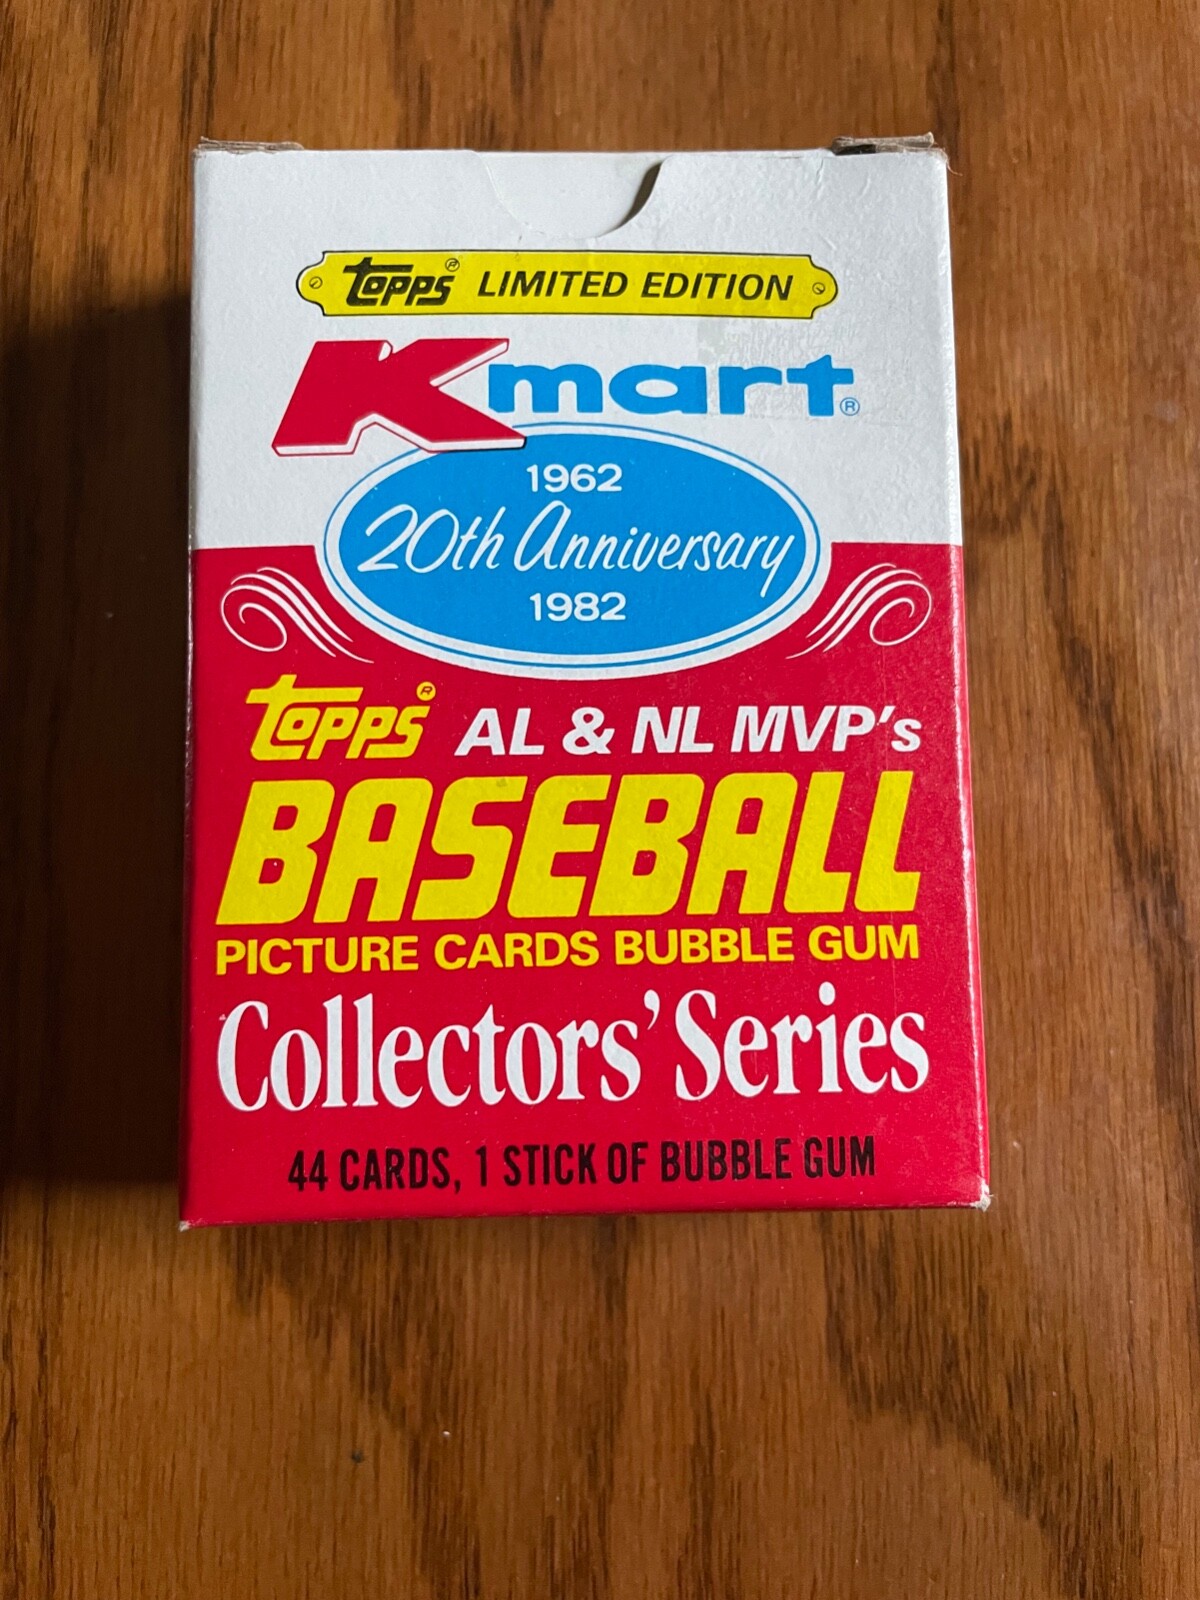 topps® LIMITED EDITION
Kmart®
1962
20th Anniversary
1982
topps® AL & NL MVP's
BASEBALL
PICTURE CARDS BUBBLE GUM
Collectors' Series
44 CARDS, 1 STICK OF BUBBLE GUM